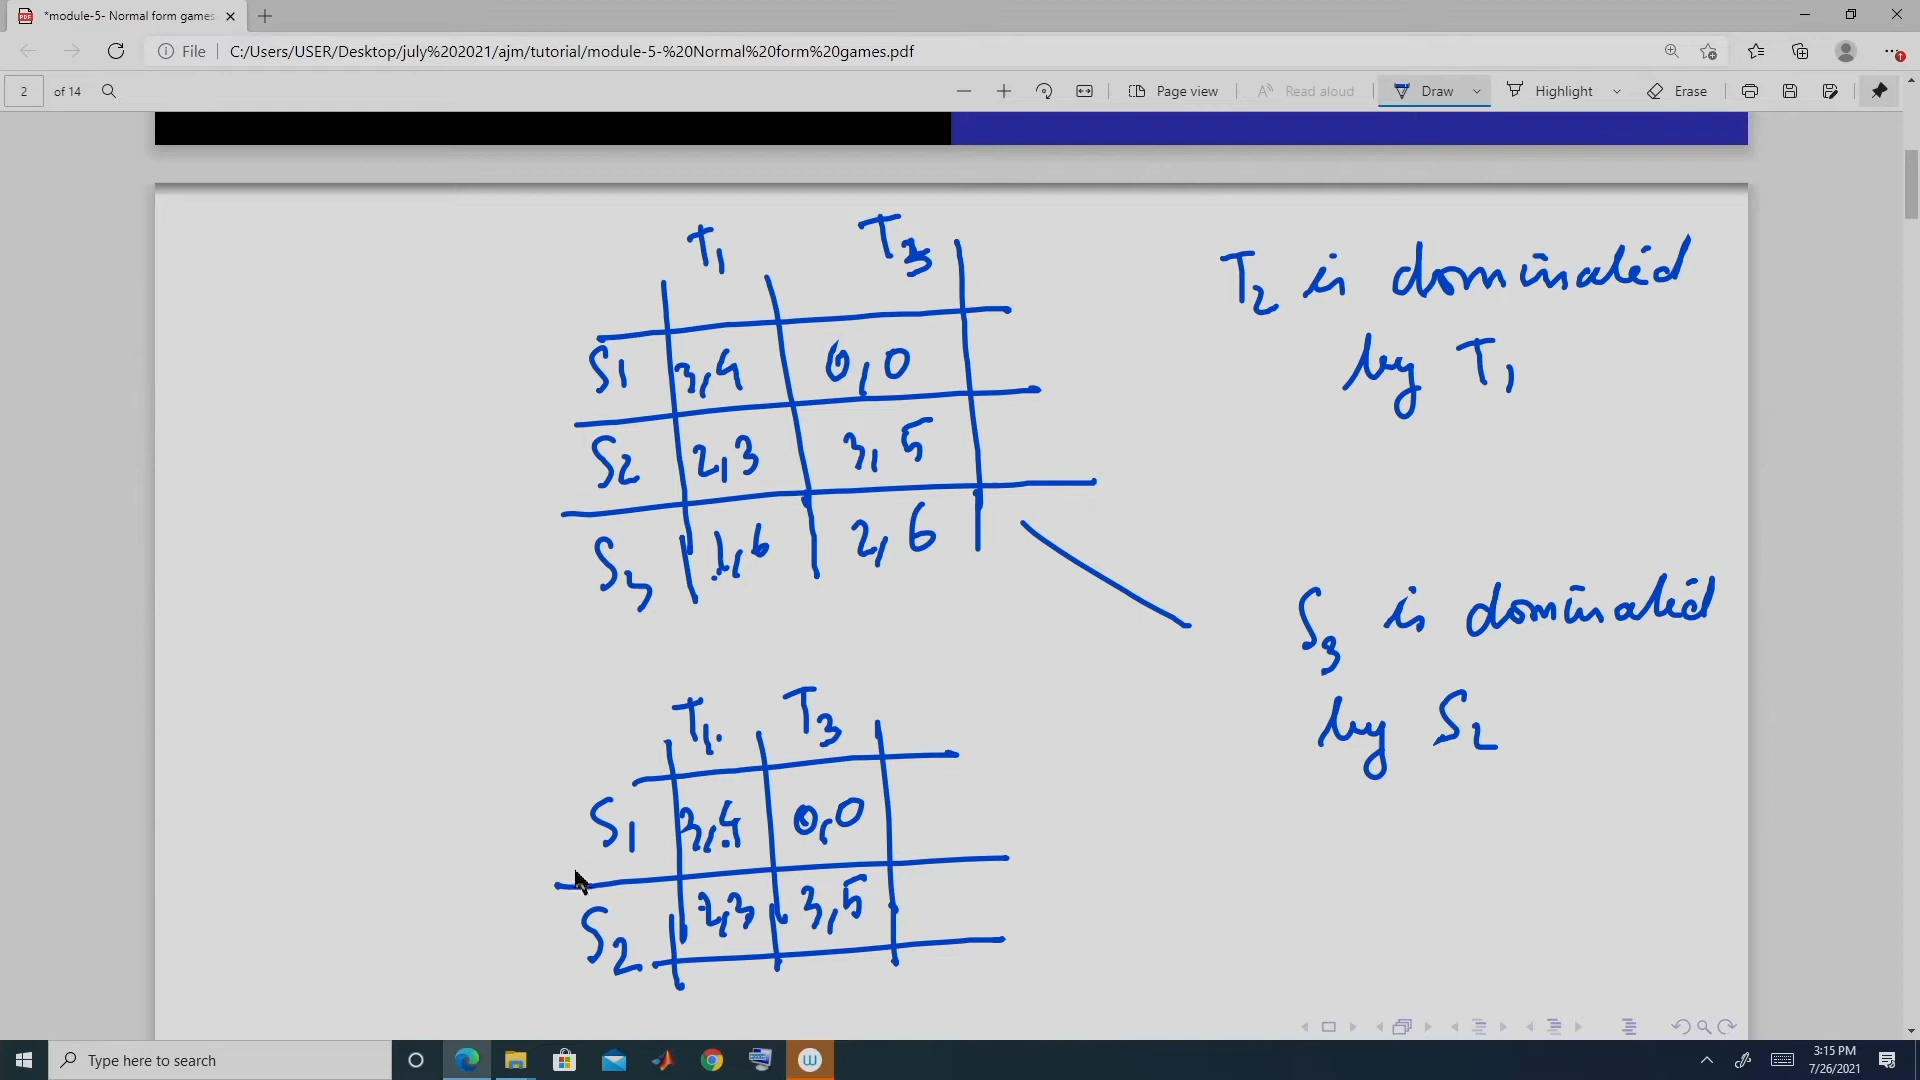 *module-5- Normal form games
File
C:/Users/USER/Desktop/july%202021/ajm/tutorial/module-5-%20Normal%20form%20games.pdf
2 of 14
Page view
Read aloud
Draw
Highlight
Erase
T1 T3
S1 3,4 0,0
S2 2,3 3,5
S3 1,6 2,6
T2 is dominated
by T1
S3 is dominated
by S2
T1 T3
S1 3,4 0,0
S2 2,3 3,5
Type here to search
3:15 PM
7/26/2021